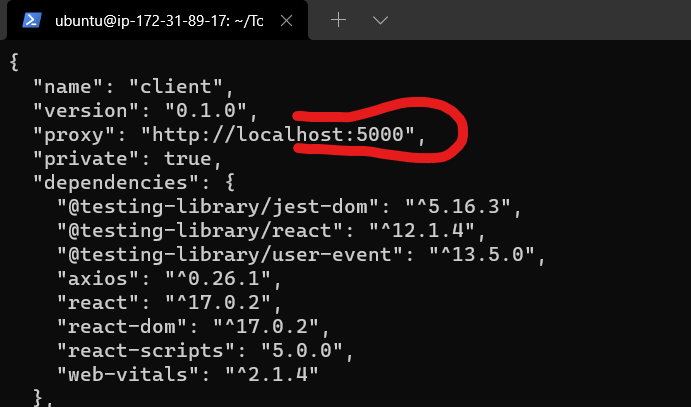 ubuntu@ip-172-31-89-17: ~/To
{
"name": "client",
"version": "0.1.0",
"proxy": "http://localhost:5000",
"private": true,
"dependencies": {
"@testing-library/jest-dom": "^5.16.3",
"@testing-library/react": "^12.1.4",
"@testing-library/user-event": "^13.5.0",
"axios": "^0.26.1",
"react": "^17.0.2",
"react-dom": "^17.0.2",
"react-scripts": "5.0.0",
"web-vitals": "^2.1.4"
},